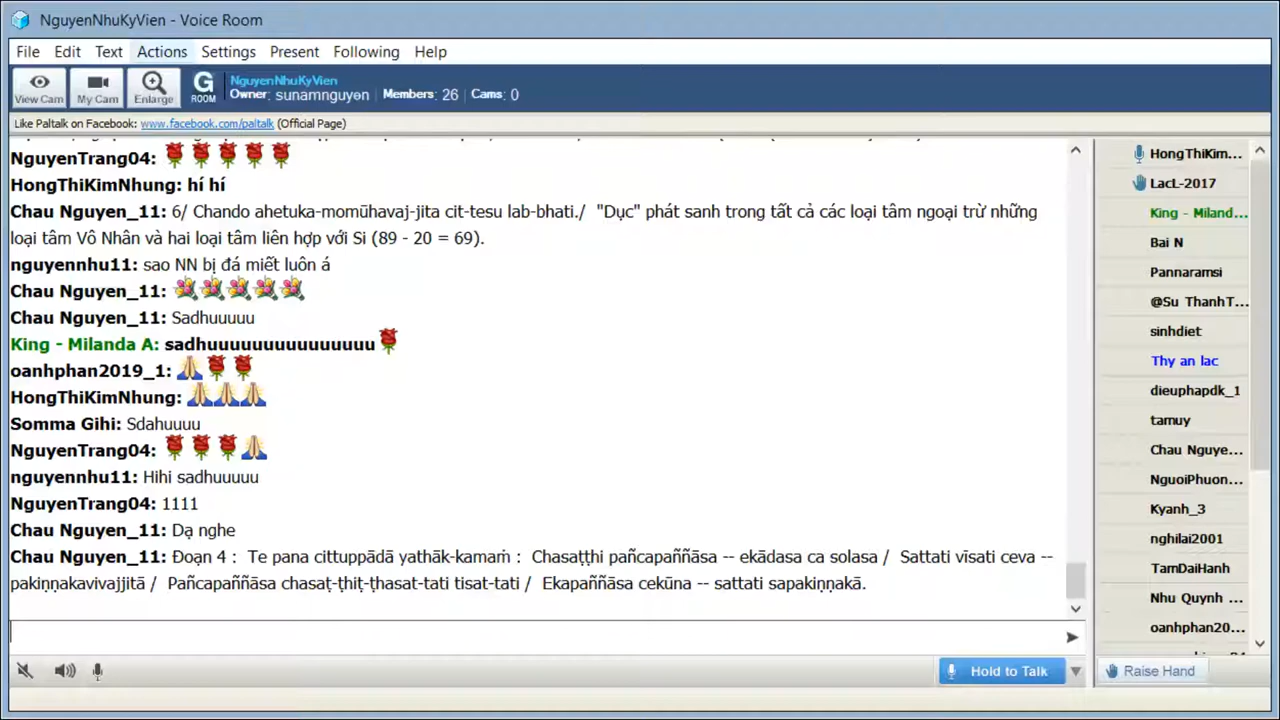 NguyenNhuKyVien - Voice Room
File Edit Text Actions Settings Present Following Help
View Cam My Cam Enlarge G ROOM
NguyenNhuKyVien
Owner: sunamnguyen Members: 26 Cams: 0
Like Paltalk on Facebook: www.facebook.com/paltalk (Official Page)
NguyenTrang04:
HongThiKimNhung: hí hí
Chau Nguyen_11: 6/ Chando ahetuka-momūhavaj-jita cit-tesu lab-bhati./ "Dục" phát sanh trong tất cả các loại tâm ngoại trừ những
loại tâm Vô Nhân và hai loại tâm liên hợp với Si (89 - 20 = 69).
nguyennhu11: sao NN bị đá miết luôn á
Chau Nguyen_11:
Chau Nguyen_11: Sadhuuuuu
King - Milanda A: sadhuuuuuuuuuuuuuuu
oanhphan2019_1:
HongThiKimNhung:
Somma Gihi: Sdahuuuu
NguyenTrang04:
nguyennhu11: Hihi sadhuuuuu
NguyenTrang04: 1111
Chau Nguyen_11: Dạ nghe
Chau Nguyen_11: Đoạn 4 : Te pana cittuppādā yathāk-kamaṁ : Chasaṭṭhi pañcapaññāsa -- ekādasa ca solasa / Sattati vīsati ceva --
pakiṇṇakavivajjitā / Pañcapaññāsa chasaṭ-ṭhiṭ-ṭhasat-tati tisat-tati / Ekapaññāsa cekūna -- sattati sapakiṇṇakā.
HongThiKim...
LacL-2017
King - Miland...
Bai N
Pannaramsi
@Su ThanhT...
sinhdiet
Thy an lac
dieuphapdk_1
tamuy
Chau Nguye...
NguoiPhuon...
Kyanh_3
nghilai2001
TamDaiHanh
Nhu Quynh ...
oanhphan20...
Hold to Talk
Raise Hand